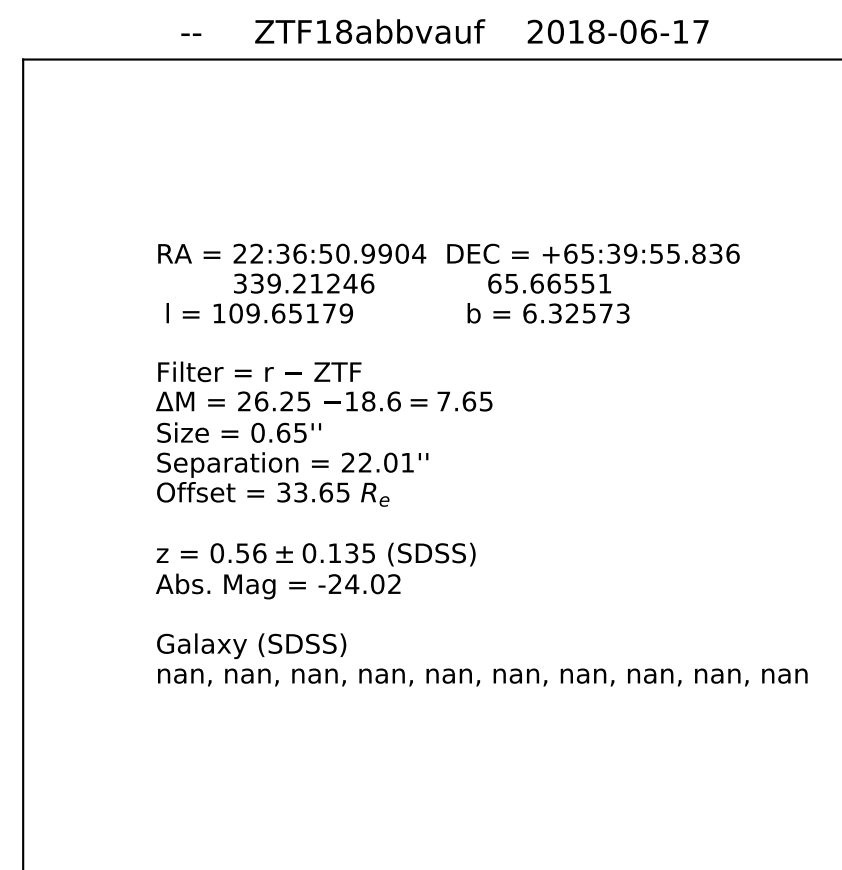 -- ZTF18abbvauf 2018-06-17
RA = 22:36:50.9904 DEC = +65:39:55.836
339.21246 65.66551
l = 109.65179 b = 6.32573
Filter = r − ZTF
ΔM = 26.25 −18.6 = 7.65
Size = 0.65''
Separation = 22.01''
Offset = 33.65 Re
z = 0.56 ± 0.135 (SDSS)
Abs. Mag = -24.02
Galaxy (SDSS)
nan, nan, nan, nan, nan, nan, nan, nan, nan, nan